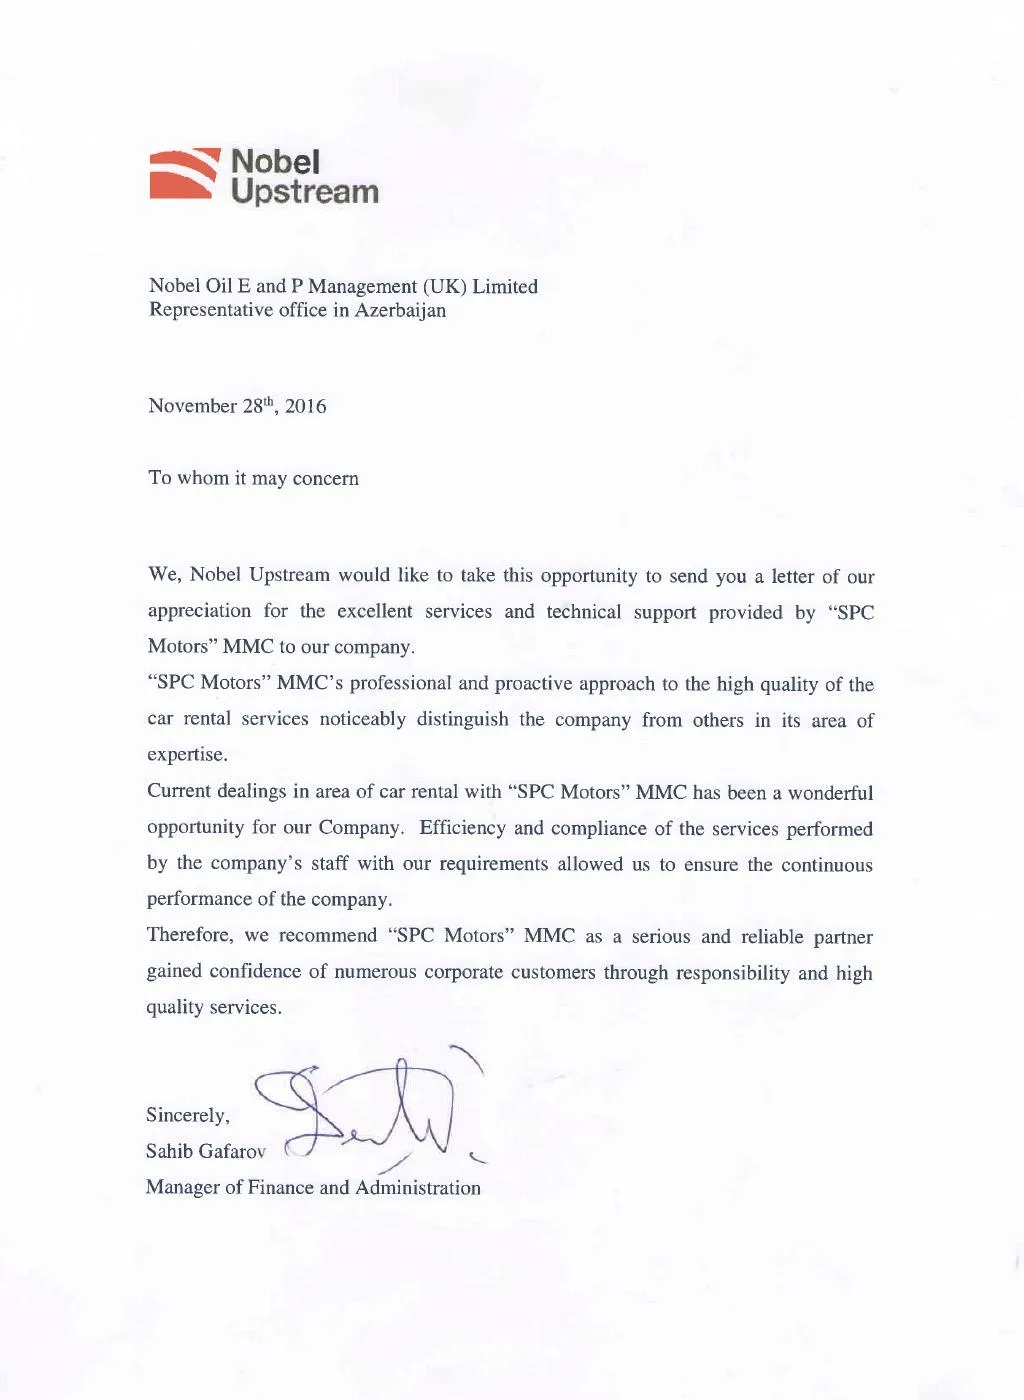 Nobel
Upstream
Nobel Oil E and P Management (UK) Limited
Representative office in Azerbaijan
November 28th, 2016
To whom it may concern
We, Nobel Upstream would like to take this opportunity to send you a letter of our
appreciation for the excellent services and technical support provided by “SPC
Motors” MMC to our company.
“SPC Motors” MMC’s professional and proactive approach to the high quality of the
car rental services noticeably distinguish the company from others in its area of
expertise.
Current dealings in area of car rental with “SPC Motors” MMC has been a wonderful
opportunity for our Company. Efficiency and compliance of the services performed
by the company’s staff with our requirements allowed us to ensure the continuous
performance of the company.
Therefore, we recommend “SPC Motors” MMC as a serious and reliable partner
gained confidence of numerous corporate customers through responsibility and high
quality services.
Sincerely,
Sahib Gafarov
Manager of Finance and Administration